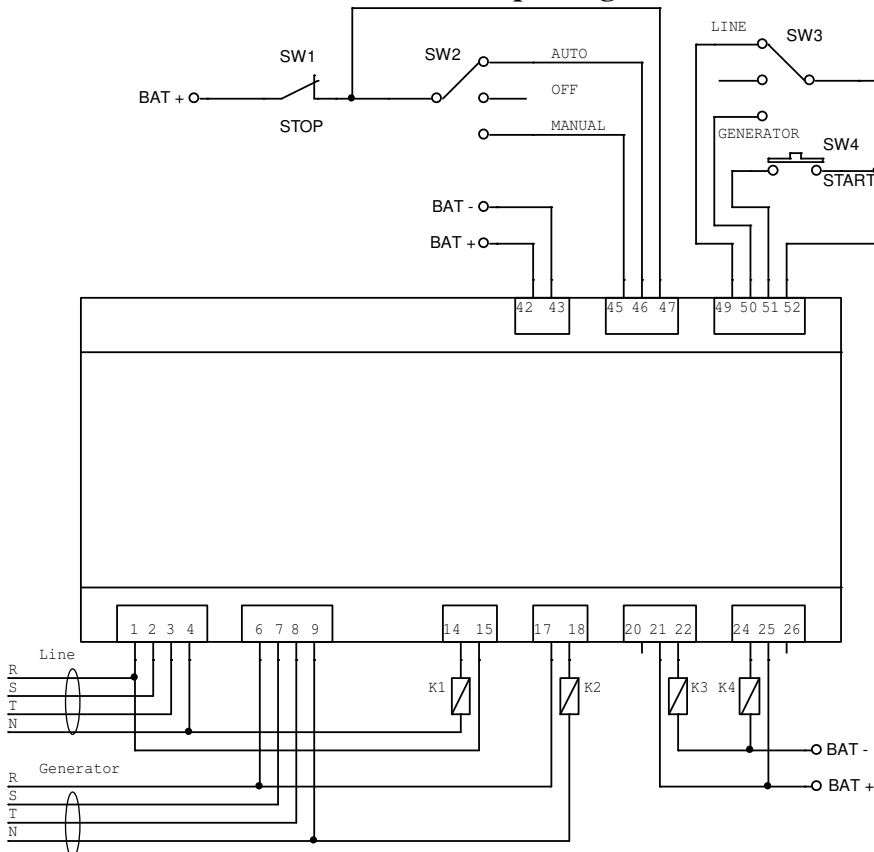 LINE
SW3
SW1
SW2
AUTO
BAT +
OFF
STOP
MANUAL
GENERATOR
SW4
START
BAT -
BAT +
42 43 45 46 47 49 50 51 52
1 2 3 4 6 7 8 9 14 15 17 18 20 21 22 24 25 26
Line
R
S
T
N
K1 K2 K3 K4
BAT -
Generator
R
BAT +
S
T
N